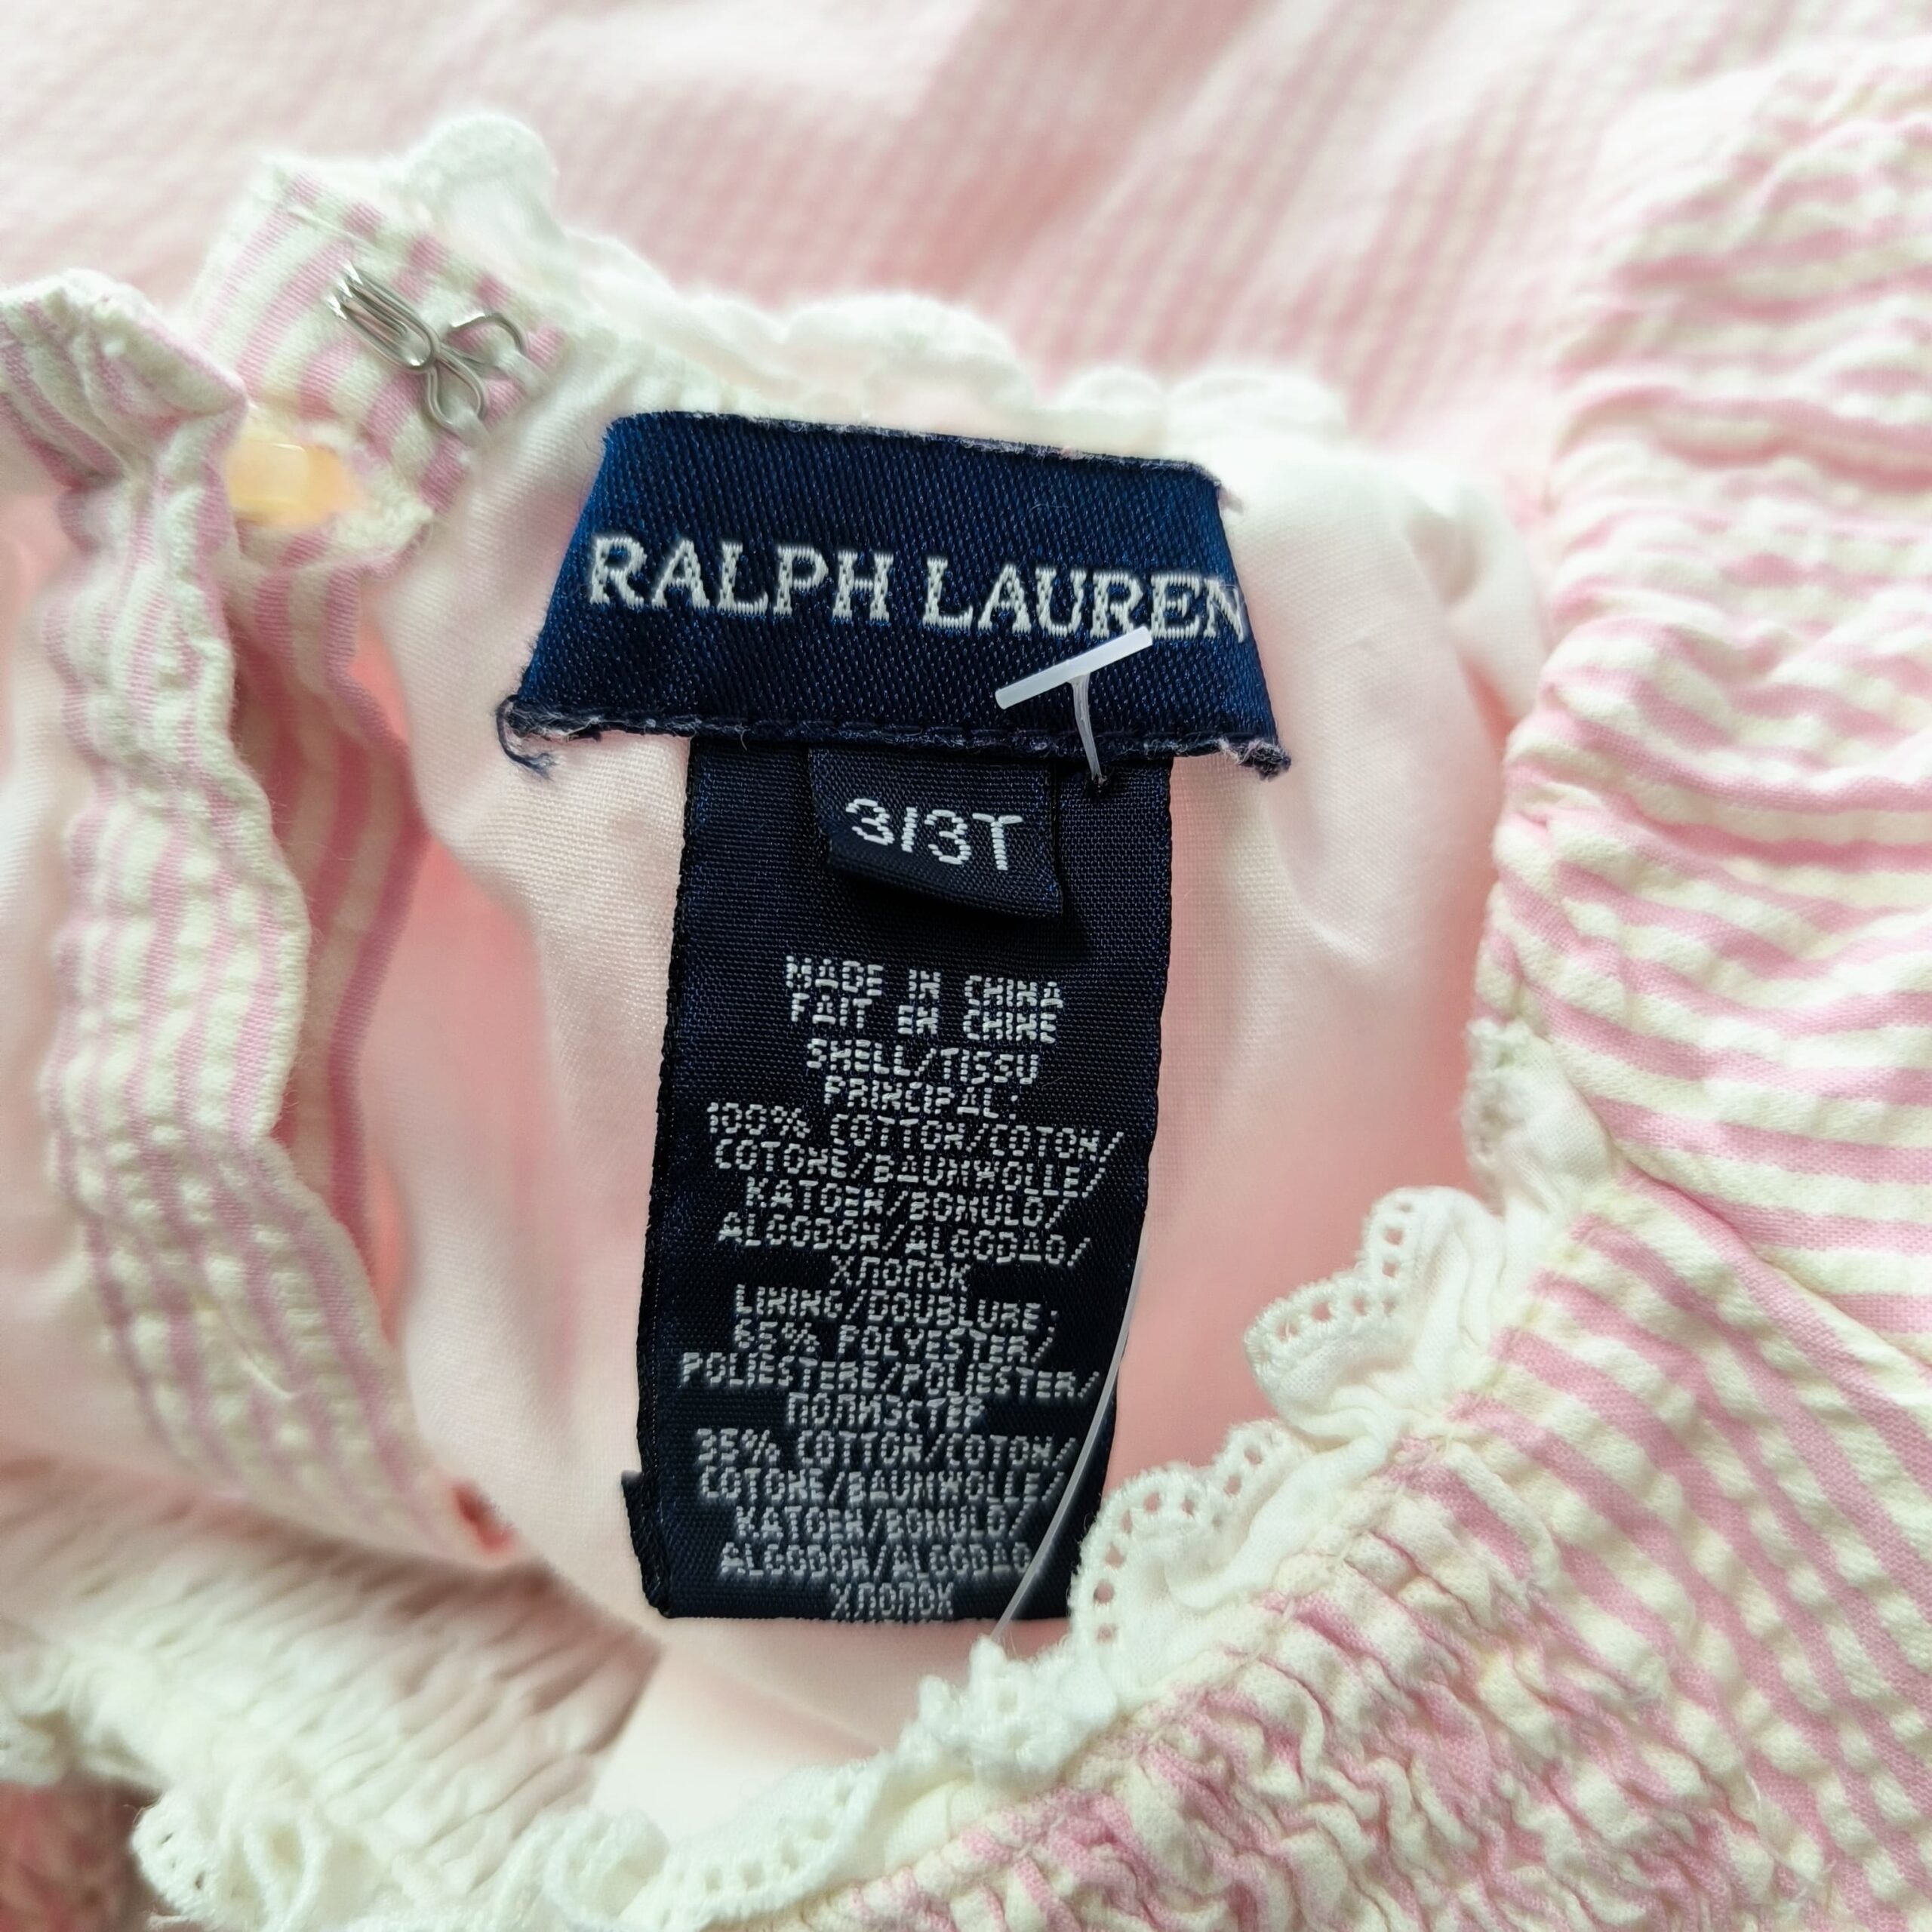 RALPH LAUREN
3/3T
MADE IN CHINA
FAIT EN CHINE
SHELL/TISSU
PRINCIPAL:
100% COTTON/COTON/
COTONE/BAUMWOLLE/
KATOEN/BOMULD/
ALGODON/ALGODAO/
ХЛОПОК
LINING/DOUBLURE:
65% POLYESTER/
POLIESTERE/POLIESTER/
ПОЛИЭСТЕР
35% COTTON/COTON/
COTONE/BAUMWOLLE/
KATOEN/BOMULD/
ALGODON/ALGODAO
ХЛОПОК